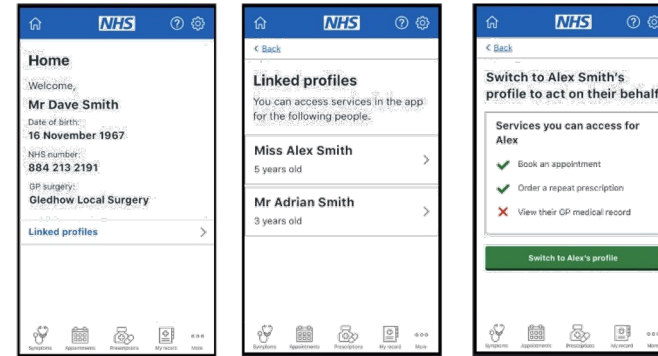 NHS
Home
Welcome,
Mr Dave Smith
Date of birth:
16 November 1967
NHS number:
884 213 2191
GP surgery:
Gledhow Local Surgery
Linked profiles
Symptoms Appointments Prescriptions My record More
NHS
< Back
Linked profiles
You can access services in the app
for the following people.
Miss Alex Smith
5 years old
Mr Adrian Smith
3 years old
Symptoms Appointments Prescriptions My record More
NHS
< Back
Switch to Alex Smith's
profile to act on their behalf
Services you can access for
Alex
Book an appointment
Order a repeat prescription
View their GP medical record
Switch to Alex's profile
Symptoms Appointments Prescriptions My record More